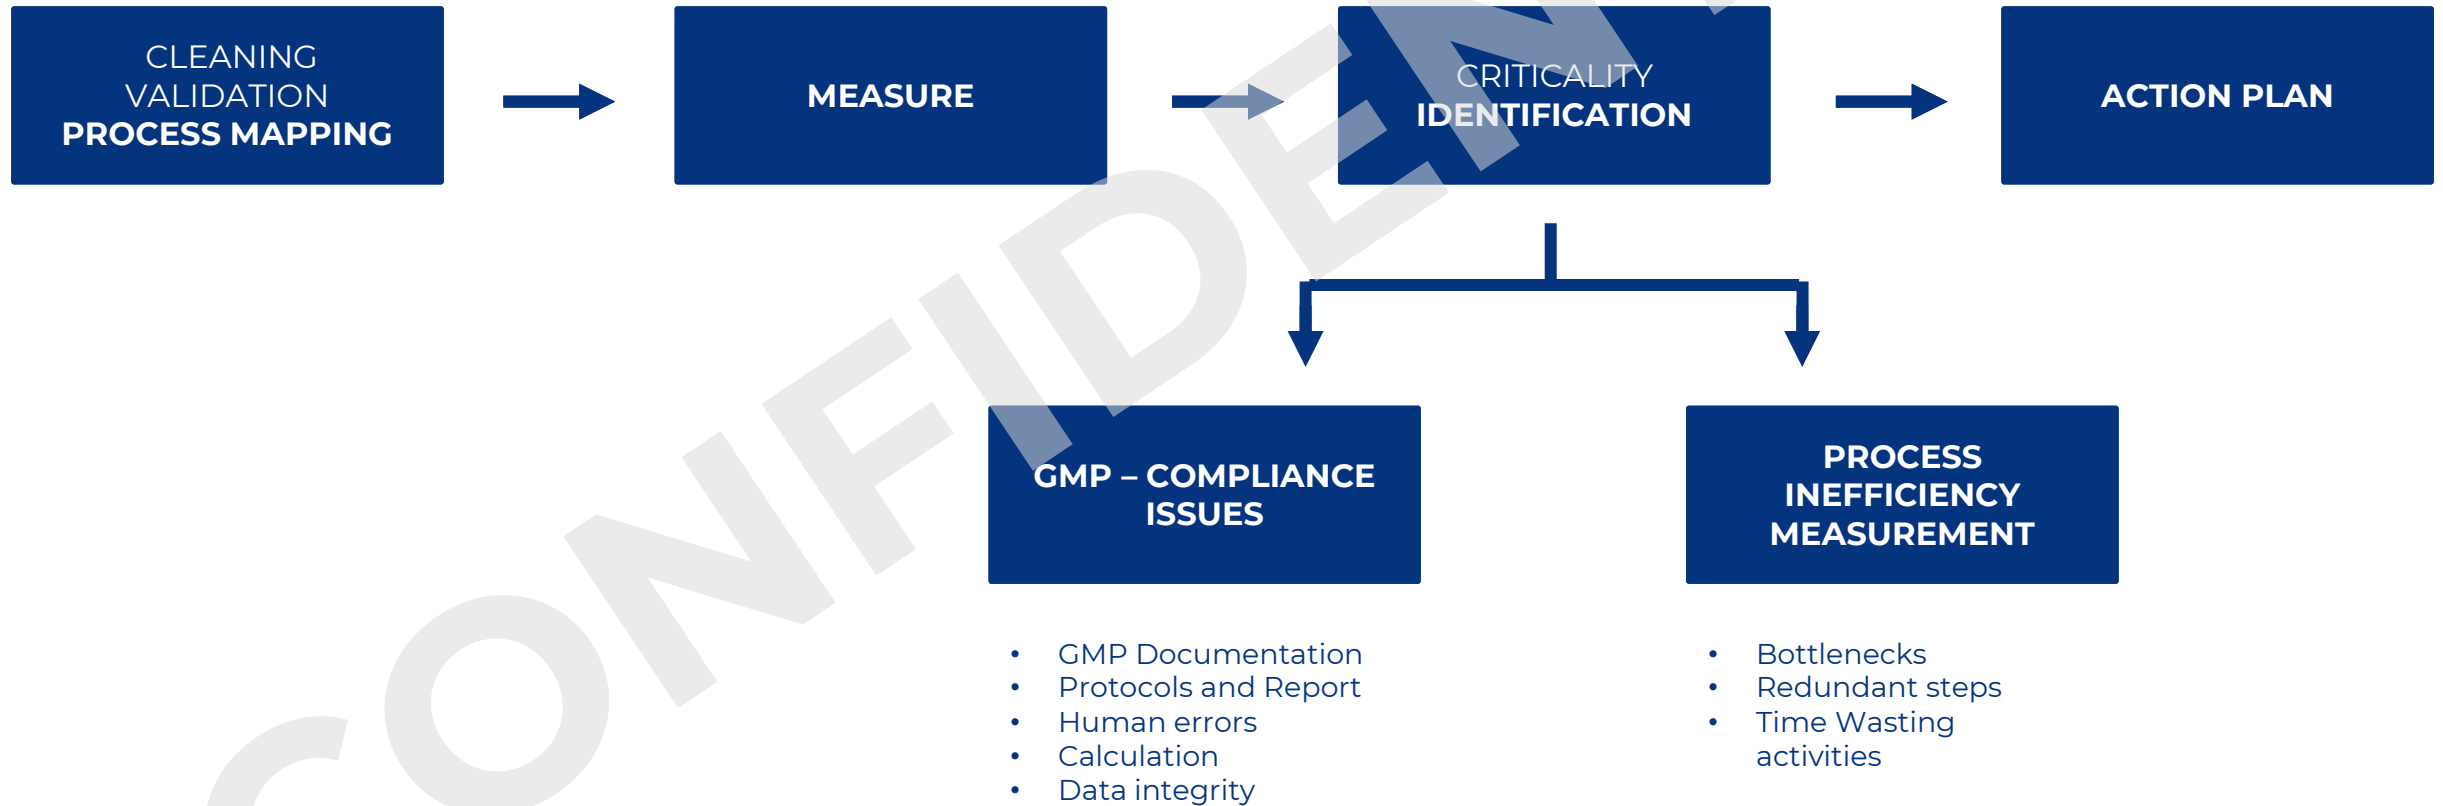 CLEANING
VALIDATION
PROCESS MAPPING
MEASURE
CRITICALITY
IDENTIFICATION
ACTION PLAN
GMP – COMPLIANCE
ISSUES
PROCESS
INEFFICIENCY
MEASUREMENT
• GMP Documentation
• Protocols and Report
• Human errors
• Calculation
• Data integrity
• Bottlenecks
• Redundant steps
• Time Wasting
activities
CONFIDEN